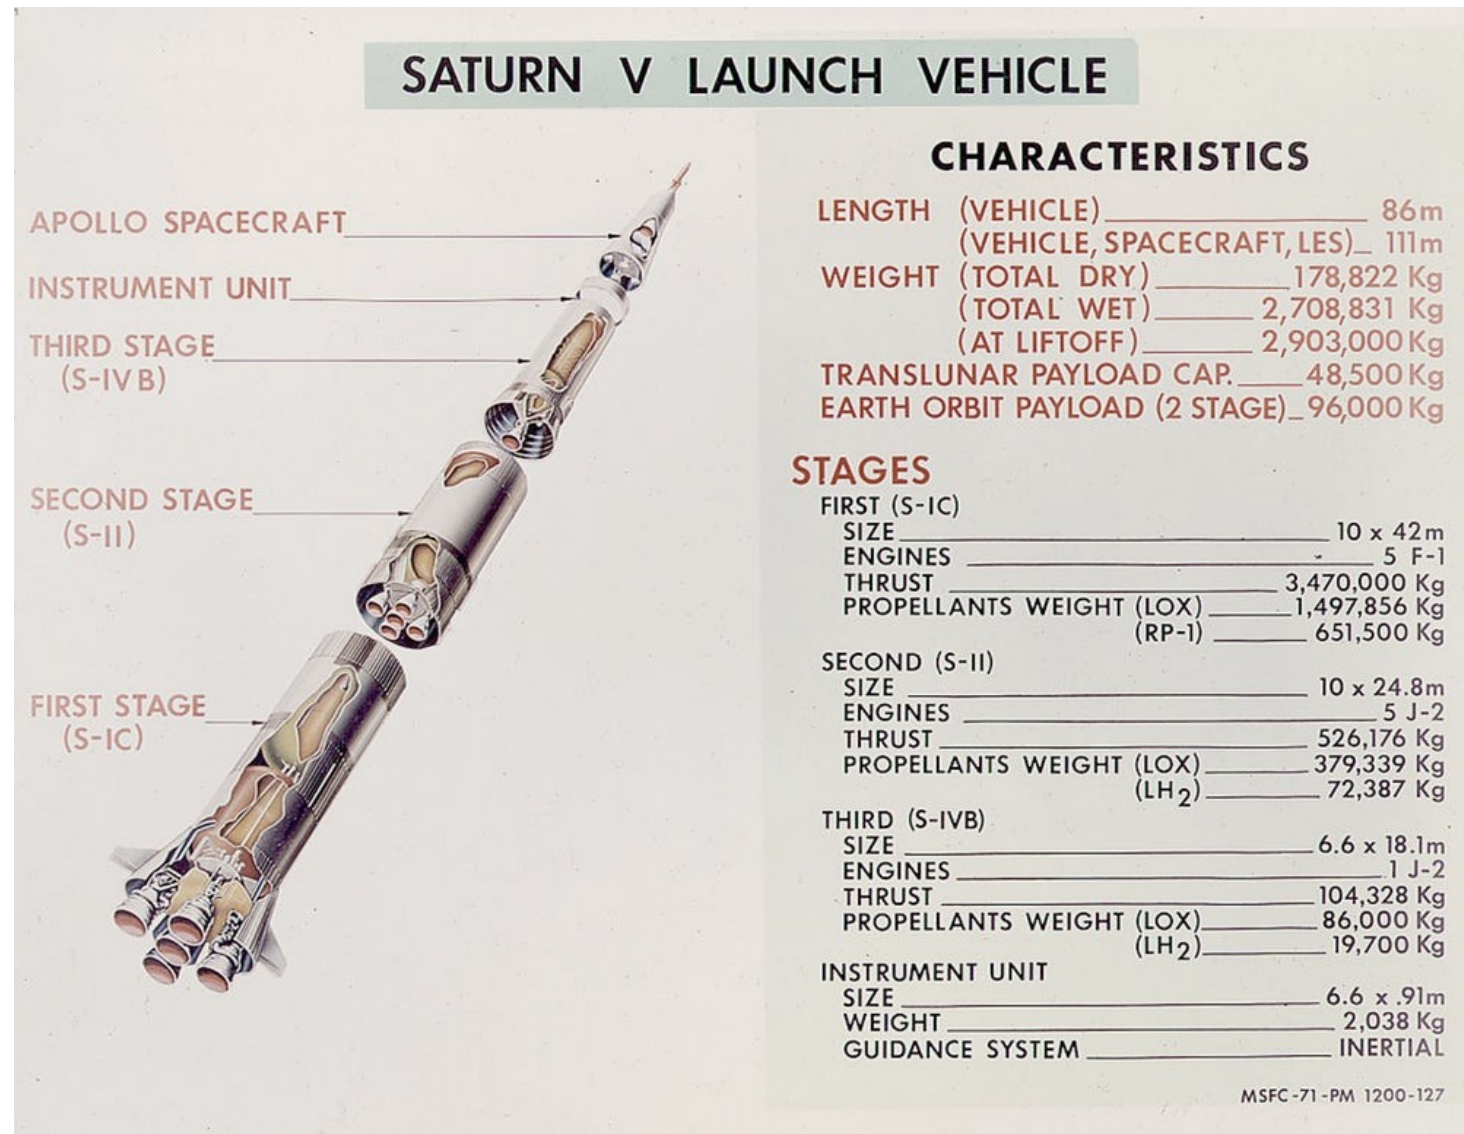 SATURN V LAUNCH VEHICLE
APOLLO SPACECRAFT
INSTRUMENT UNIT
THIRD STAGE
(S-IVB)
SECOND STAGE
(S-II)
FIRST STAGE
(S-IC)
CHARACTERISTICS
LENGTH (VEHICLE) 86m
(VEHICLE, SPACECRAFT, LES) 111m
WEIGHT (TOTAL DRY) 178,822 Kg
(TOTAL WET) 2,708,831 Kg
(AT LIFTOFF) 2,903,000 Kg
TRANSLUNAR PAYLOAD CAP. 48,500 Kg
EARTH ORBIT PAYLOAD (2 STAGE) 96,000 Kg
STAGES
FIRST (S-IC)
SIZE 10 x 42m
ENGINES 5 F-1
THRUST 3,470,000 Kg
PROPELLANTS WEIGHT (LOX) 1,497,856 Kg
(RP-1) 651,500 Kg
SECOND (S-II)
SIZE 10 x 24.8m
ENGINES 5 J-2
THRUST 526,176 Kg
PROPELLANTS WEIGHT (LOX) 379,339 Kg
(LH2) 72,387 Kg
THIRD (S-IVB)
SIZE 6.6 x 18.1m
ENGINES 1 J-2
THRUST 104,328 Kg
PROPELLANTS WEIGHT (LOX) 86,000 Kg
(LH2) 19,700 Kg
INSTRUMENT UNIT
SIZE 6.6 x .91m
WEIGHT 2,038 Kg
GUIDANCE SYSTEM INERTIAL
MSFC-71-PM 1200-127